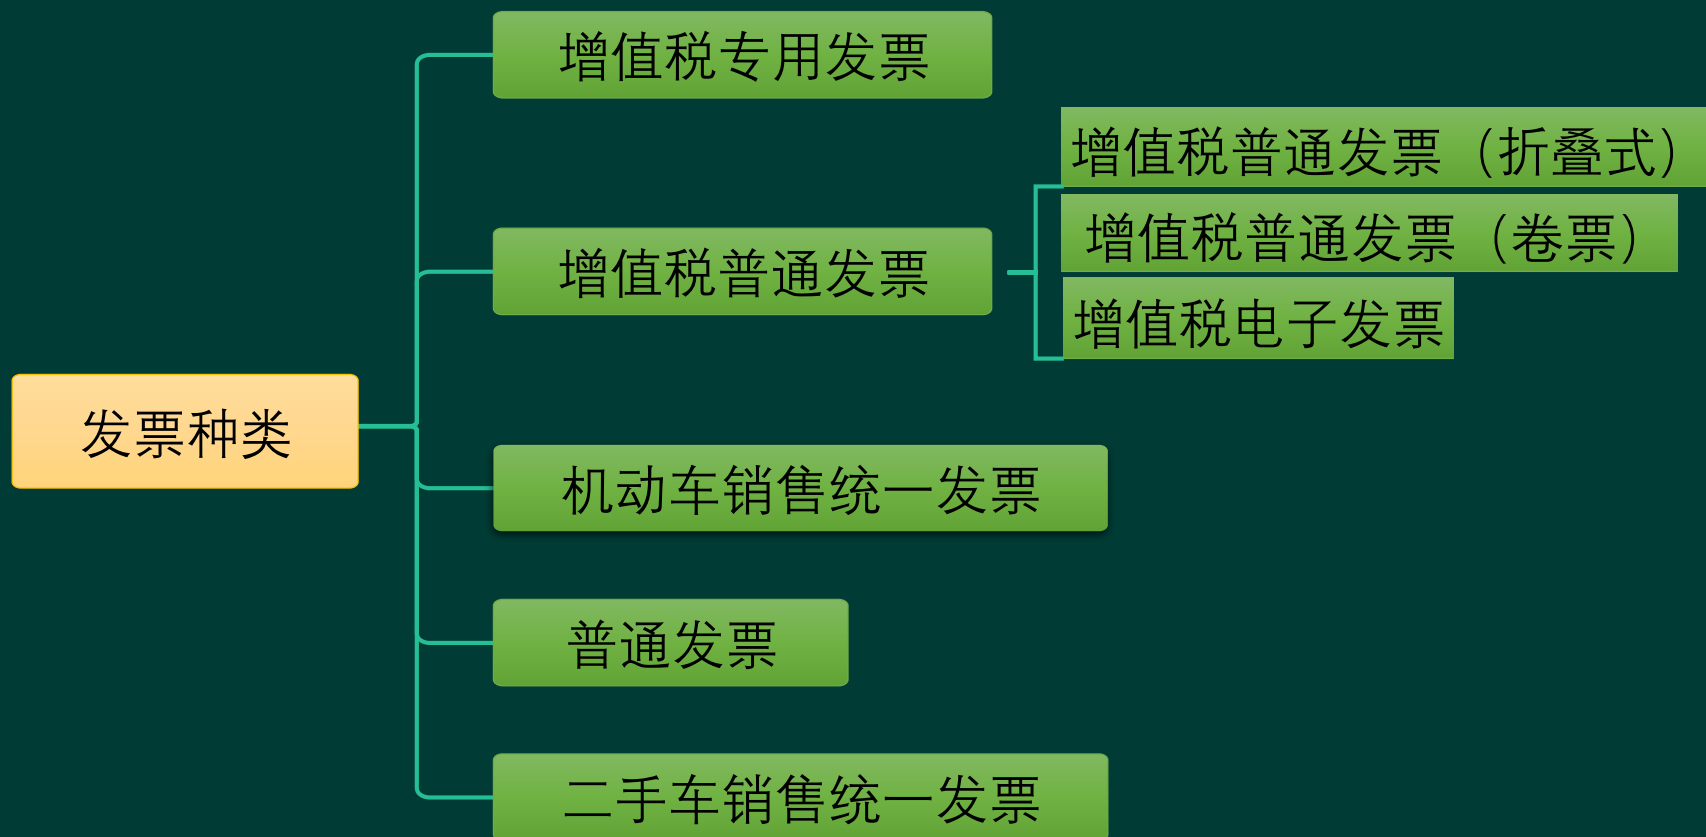 增值税专用发票
增值税普通发票（折叠式）
增值税普通发票（卷票）
增值税普通发票
增值税电子发票
发票种类
机动车销售统一发票
普通发票
二手车销售统一发票